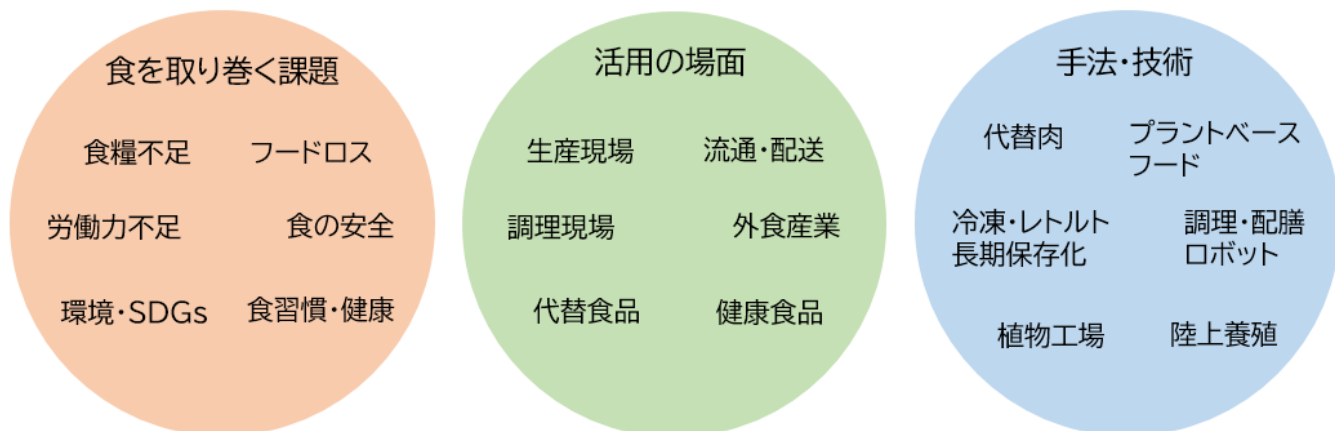 食を取り巻く課題
食糧不足
フードロス
労働力不足
食の安全
環境・SDGs
食習慣・健康
活用の場面
生産現場
流通・配送
調理現場
外食産業
代替食品
健康食品
手法・技術
代替肉
プラントベース
フード
冷凍・レトルト
長期保存化
調理・配膳
ロボット
植物工場
陸上養殖